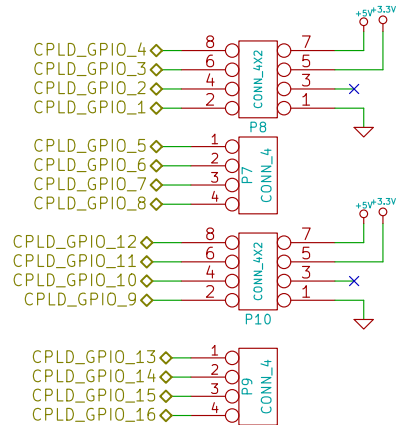 +5V +3.3V
CPLD_GPIO_4 8 7
CPLD_GPIO_3 6 5
CPLD_GPIO_2 4 3
CPLD_GPIO_1 2 1
CONN_4X2
P8
CPLD_GPIO_5 1
CPLD_GPIO_6 2
CPLD_GPIO_7 3
CPLD_GPIO_8 4
P7
CONN_4
+5V +3.3V
CPLD_GPIO_12 8 7
CPLD_GPIO_11 6 5
CPLD_GPIO_10 4 3
CPLD_GPIO_9 2 1
CONN_4X2
P10
CPLD_GPIO_13 1
CPLD_GPIO_14 2
CPLD_GPIO_15 3
CPLD_GPIO_16 4
P9
CONN_4